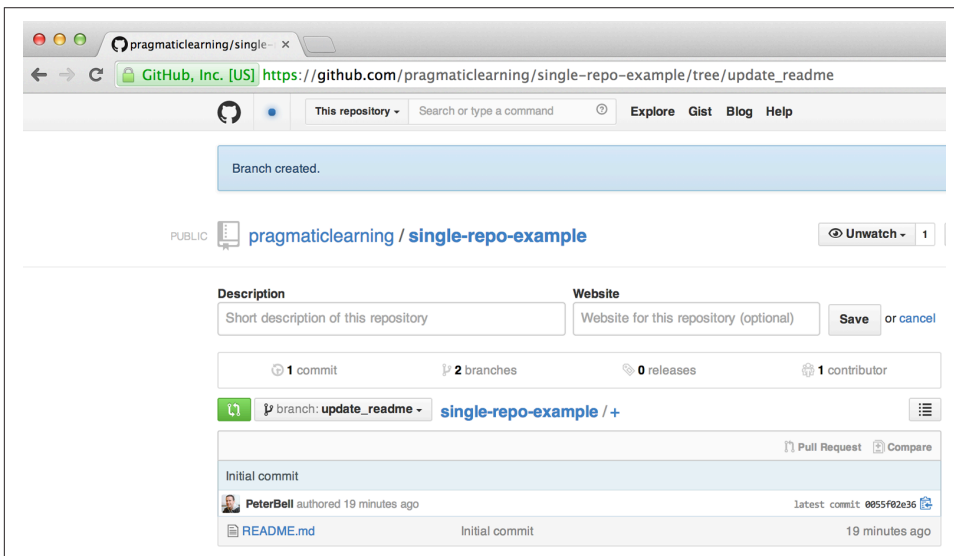 pragmaticlearning/single-
GitHub, Inc. [US] https://github.com/pragmaticlearning/single-repo-example/tree/update_readme
This repository Search or type a command Explore Gist Blog Help
Branch created.
PUBLIC pragmaticlearning / single-repo-example Unwatch 1
Description Website
Short description of this repository Website for this repository (optional) Save or cancel
1 commit 2 branches 0 releases 1 contributor
branch: update_readme single-repo-example / +
Pull Request Compare
Initial commit
PeterBell authored 19 minutes ago latest commit 0055f02e36
README.md Initial commit 19 minutes ago